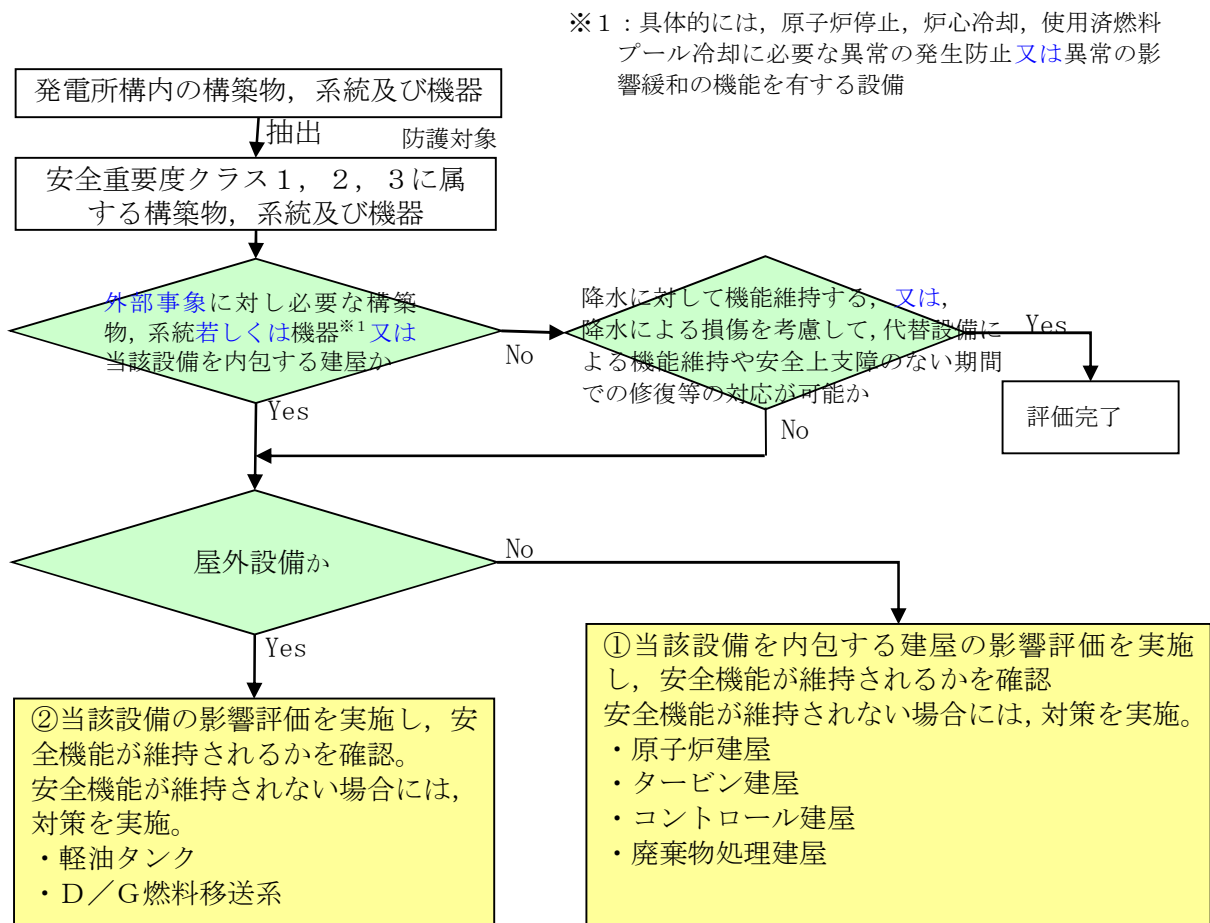 ※１：具体的には，原子炉停止，炉心冷却，使用済燃料
プール冷却に必要な異常の発生防止又は異常の影
響緩和の機能を有する設備
発電所構内の構築物，系統及び機器
抽出
防護対象
安全重要度クラス１，２，３に属
する構築物，系統及び機器
外部事象に対し必要な構築
物，系統若しくは機器※１又は
当該設備を内包する建屋か
No
降水に対して機能維持する，又は，
降水による損傷を考慮して，代替設備に
よる機能維持や安全上支障のない期間
での修復等の対応が可能か
Yes
評価完了
Yes
No
屋外設備か
No
Yes
①当該設備を内包する建屋の影響評価を実施
し，安全機能が維持されるかを確認
安全機能が維持されない場合には，対策を実施。
・原子炉建屋
・タービン建屋
・コントロール建屋
・廃棄物処理建屋
②当該設備の影響評価を実施し，安
全機能が維持されるかを確認。
安全機能が維持されない場合には，
対策を実施。
・軽油タンク
・Ｄ／Ｇ燃料移送系